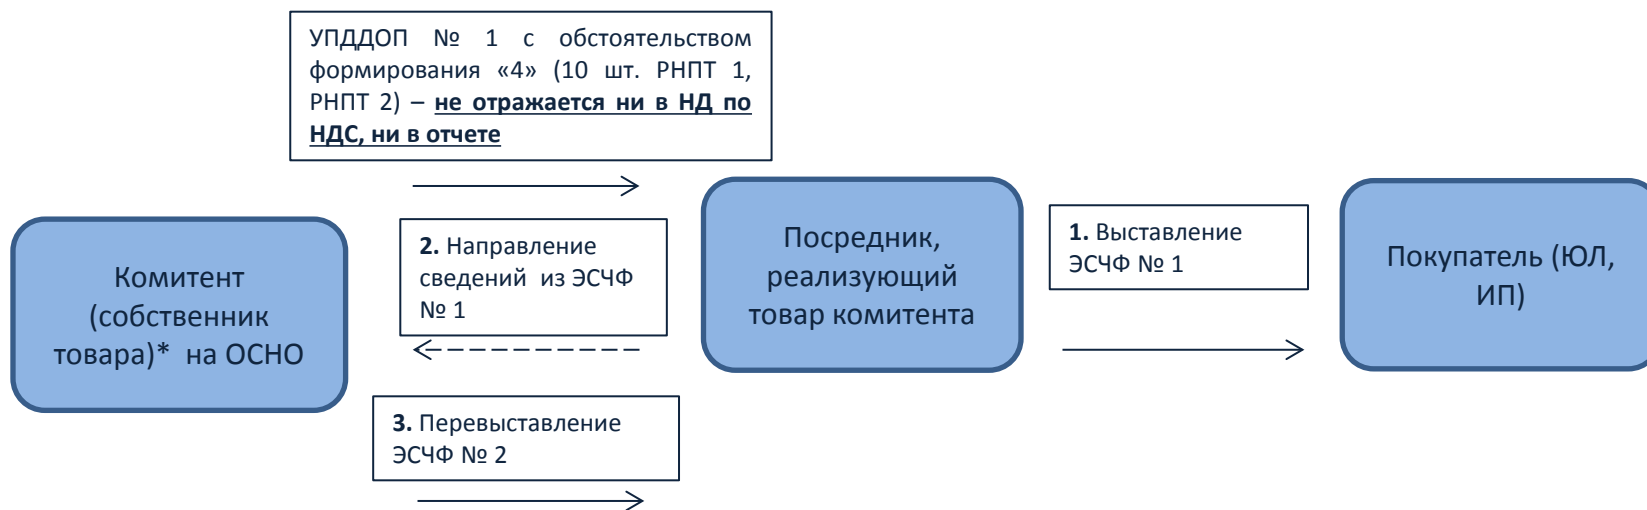 УПДДОП № 1 с обстоятельством
формирования «4» (10 шт. РНПТ 1,
РНПТ 2) – не отражается ни в НД по
НДС, ни в отчете
Комитент
(собственник
товара)* на ОСНО
2. Направление
сведений из ЭСЧФ
№ 1
3. Перевыставление
ЭСЧФ № 2
Посредник,
реализующий
товар комитента
1. Выставление
ЭСЧФ № 1
Покупатель (ЮЛ,
ИП)